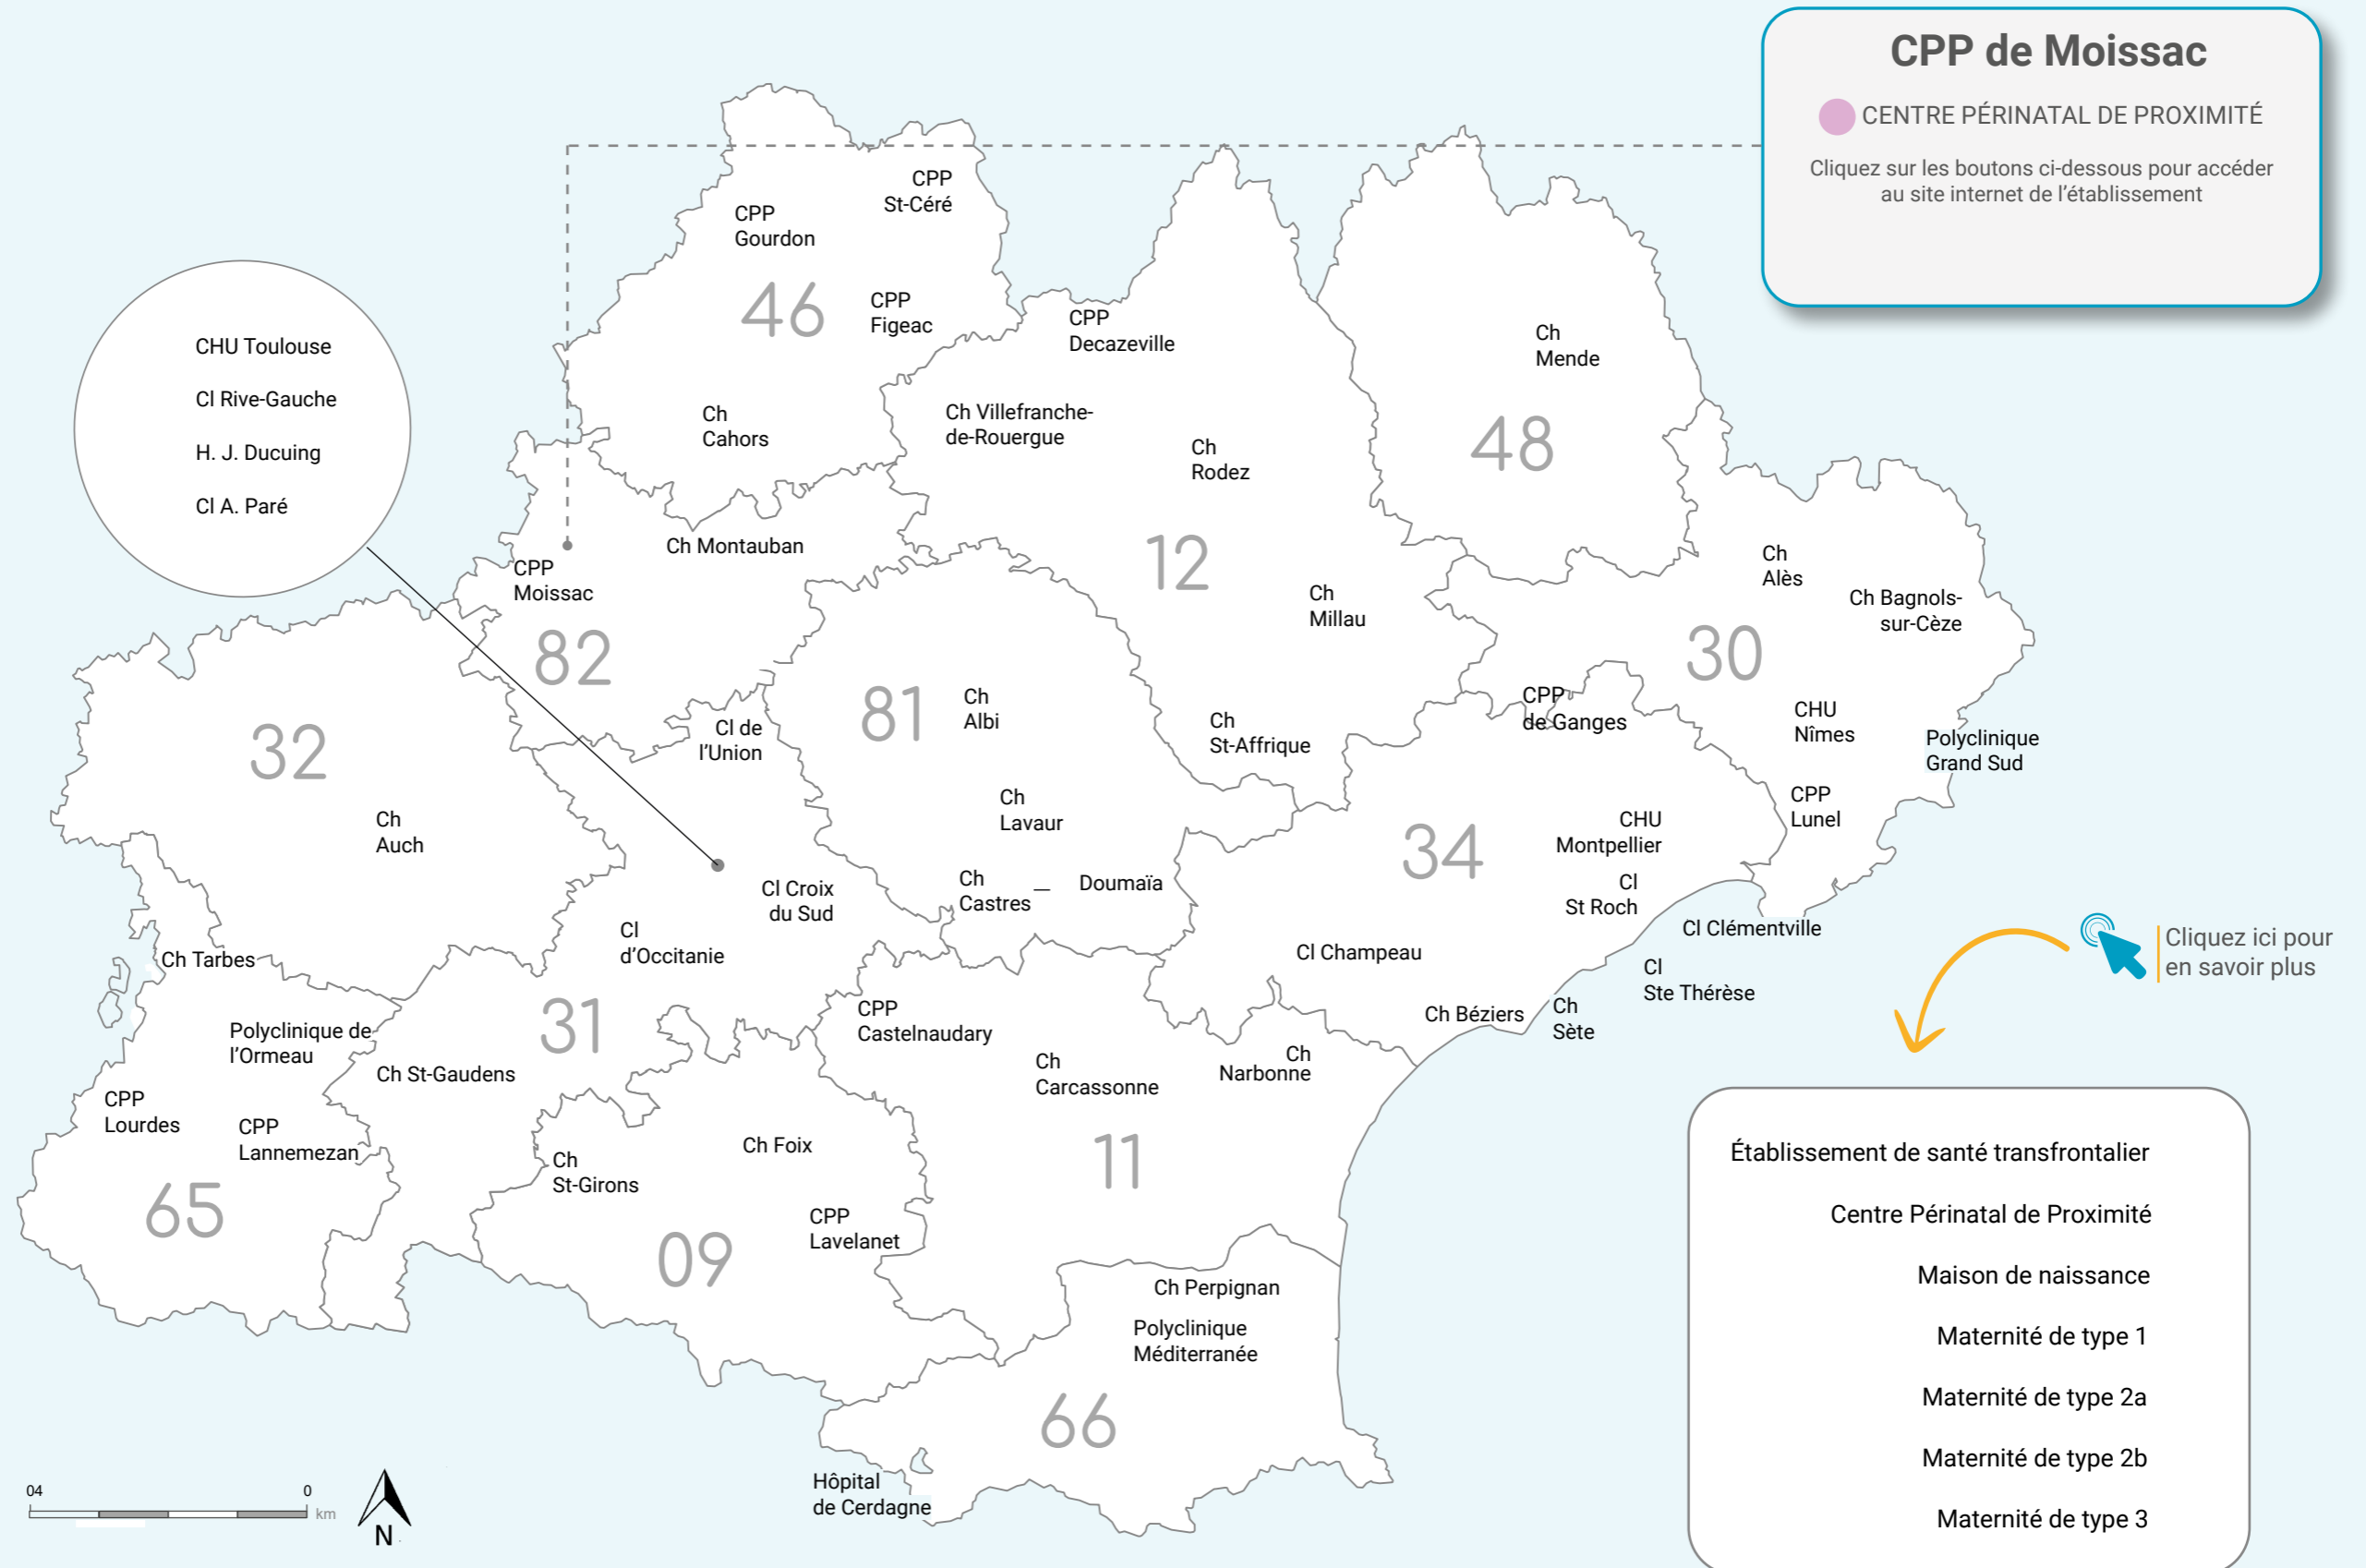 CPP de Moissac
CENTRE PÉRINATAL DE PROXIMITÉ
Cliquez sur les boutons ci-dessous pour accéder
au site internet de l'établissement
CPP
St-Céré
CPP
Gourdon
46
CPP
Figeac
Ch
Cahors
CPP
Decazeville
Ch Villefranche-
de-Rouergue
Ch
Rodez
12
Ch
Millau
Ch
St-Affrique
Ch
Mende
48
CHU Toulouse
Cl Rive-Gauche
H. J. Ducuing
Cl A. Paré
Ch Montauban
CPP
Moissac
82
Ch
Alès
Ch Bagnols-
sur-Cèze
30
CHU
Nîmes
Polyclinique
Grand Sud
CPP
Lunel
CPP
de Ganges
32
Ch
Auch
81
Ch
Albi
Ch
Lavaur
Ch
Castres
Doumaïa
Cl de
l'Union
Cl Croix
du Sud
Cl
d'Occitanie
31
Ch St-Gaudens
34
CHU
Montpellier
Cl
St Roch
Cl Clémentville
Cl Champeau
Cl
Ste Thérèse
Ch Béziers
Ch
Sète
Cliquez ici pour
en savoir plus
Ch Tarbes
Polyclinique de
l'Ormeau
CPP
Lourdes
CPP
Lannemezan
65
CPP
Castelnaudary
Ch
Carcassonne
Ch
Narbonne
11
Ch Foix
Ch
St-Girons
CPP
Lavelanet
09
Ch Perpignan
Polyclinique
Méditerranée
66
Hôpital
de Cerdagne
Établissement de santé transfrontalier
Centre Périnatal de Proximité
Maison de naissance
Maternité de type 1
Maternité de type 2a
Maternité de type 2b
Maternité de type 3
04
0
km
N